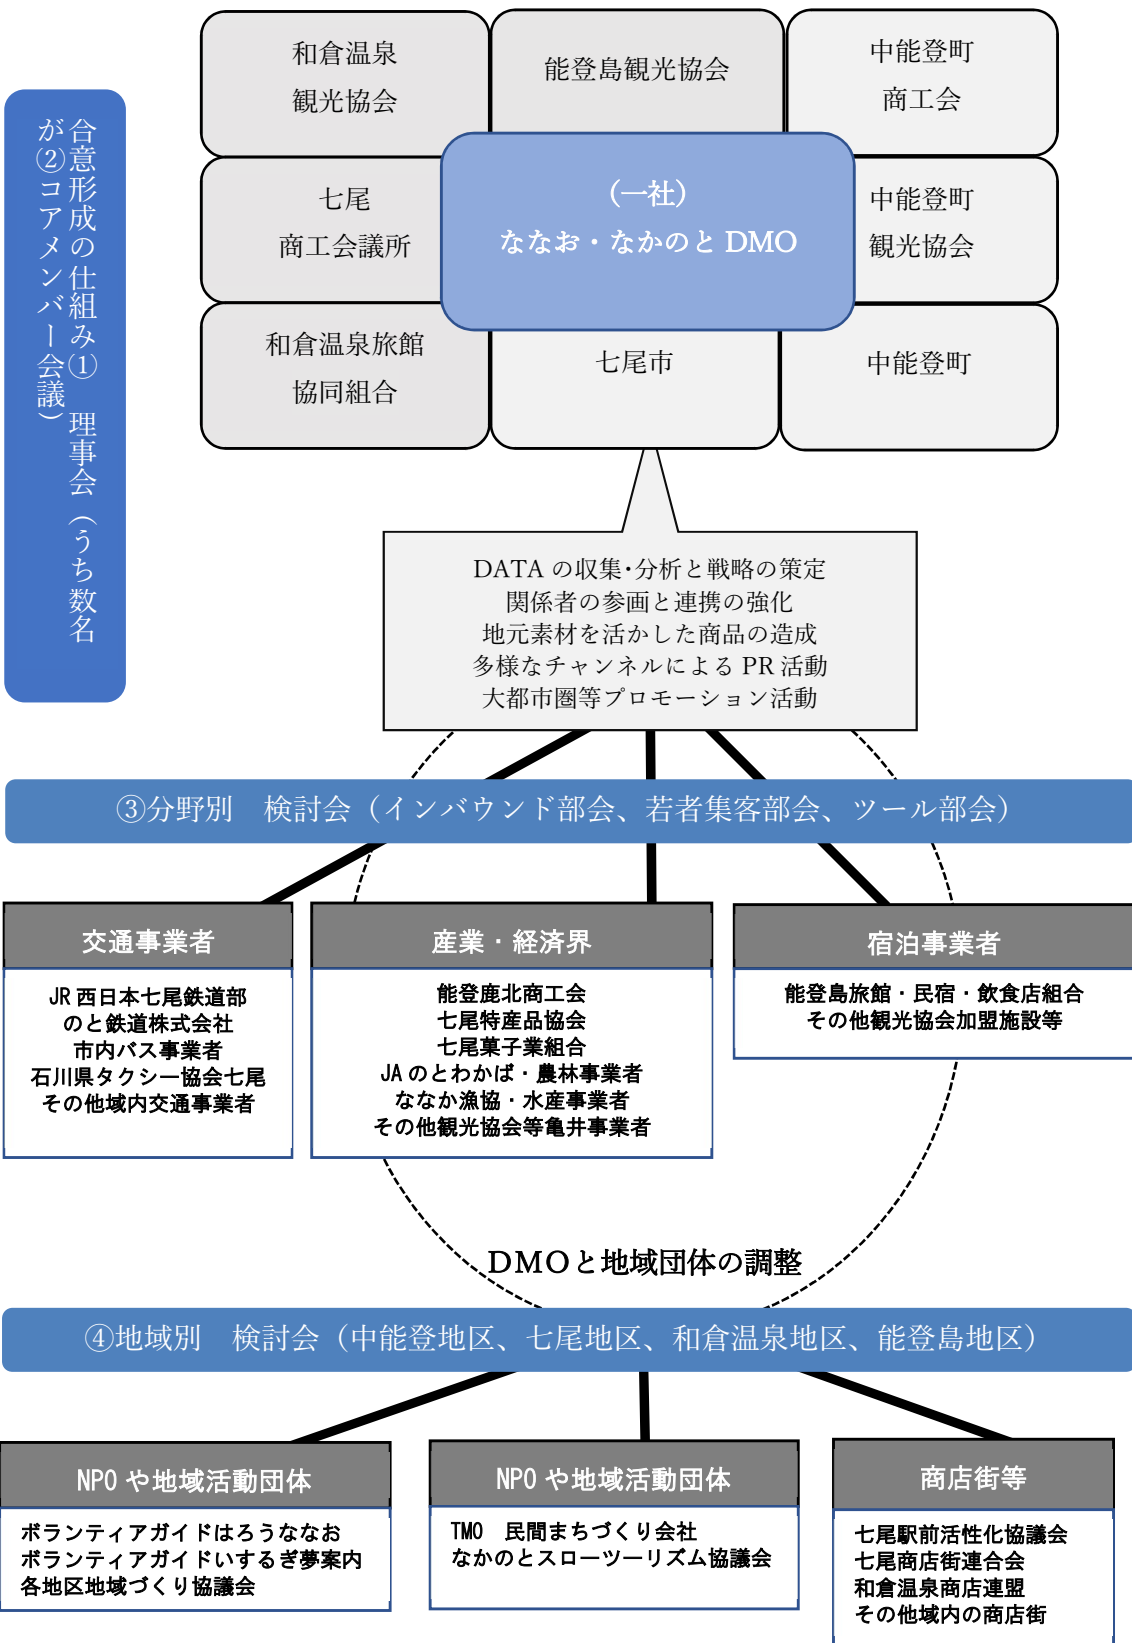 和倉温泉
観光協会
能登島観光協会
中能登町
商工会
合意形成の仕組み①　理事会（うち数名
が②コアメンバー会議）
七尾
商工会議所
（一社）
ななお・なかのと DMO
中能登町
観光協会
和倉温泉旅館
協同組合
七尾市
中能登町
DATA の収集・分析と戦略の策定
関係者の参画と連携の強化
地元素材を活かした商品の造成
多様なチャンネルによる PR 活動
大都市圏等プロモーション活動
③分野別　検討会（インバウンド部会、若者集客部会、ツール部会）
交通事業者
JR 西日本七尾鉄道部
のと鉄道株式会社
市内バス事業者
石川県タクシー協会七尾
その他域内交通事業者
産業・経済界
能登鹿北商工会
七尾特産品協会
七尾菓子業組合
JA のとわかば・農林事業者
ななか漁協・水産事業者
その他観光協会等亀井事業者
宿泊事業者
能登島旅館・民宿・飲食店組合
その他観光協会加盟施設等
ＤＭＯと地域団体の調整
④地域別　検討会（中能登地区、七尾地区、和倉温泉地区、能登島地区）
NPO や地域活動団体
ボランティアガイドはろうななお
ボランティアガイドいするぎ夢案内
各地区地域づくり協議会
NPO や地域活動団体
TMO　民間まちづくり会社
なかのとスローツーリズム協議会
商店街等
七尾駅前活性化協議会
七尾商店街連合会
和倉温泉商店連盟
その他域内の商店街